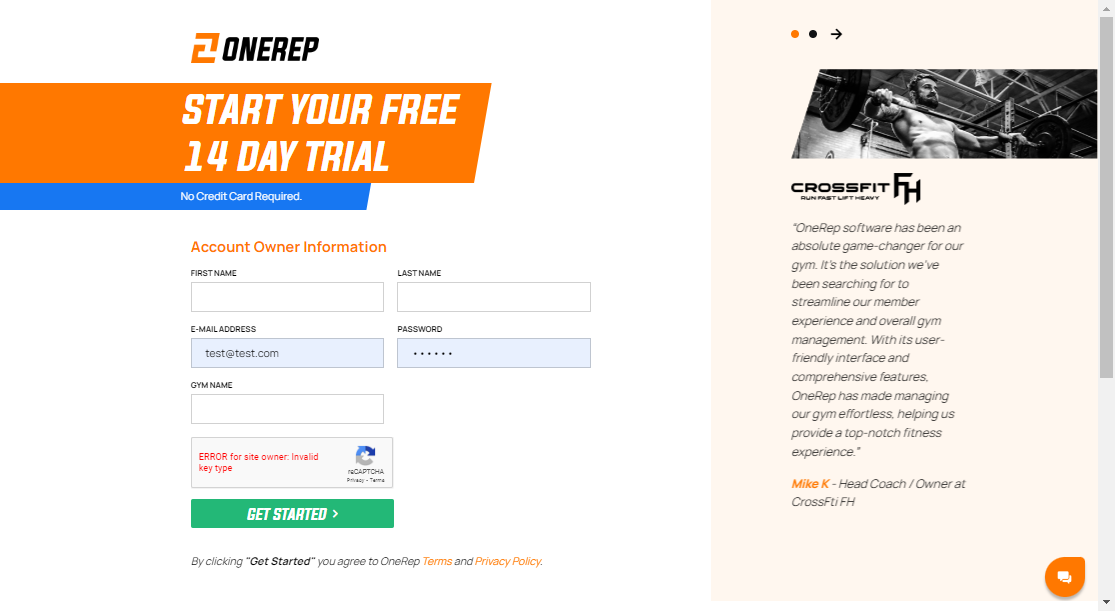 ONEREP
START YOUR FREE
14 DAY TRIAL
No Credit Card Required.
Account Owner Information
FIRST NAME
LAST NAME
E-MAIL ADDRESS
PASSWORD
test@test.com
••••••
GYM NAME
ERROR for site owner: Invalid
key type
reCAPTCHA
Privacy - Terms
GET STARTED >
By clicking "Get Started" you agree to OneRep Terms and Privacy Policy.
CROSSFIT FH
RUN FAST LIFT HEAVY
“OneRep software has been an
absolute game-changer for our
gym. It's the solution we've
been searching for to
streamline our member
experience and overall gym
management. With its user-
friendly interface and
comprehensive features,
OneRep has made managing
our gym effortless, helping us
provide a top-notch fitness
experience.”
Mike K - Head Coach / Owner at
CrossFti FH